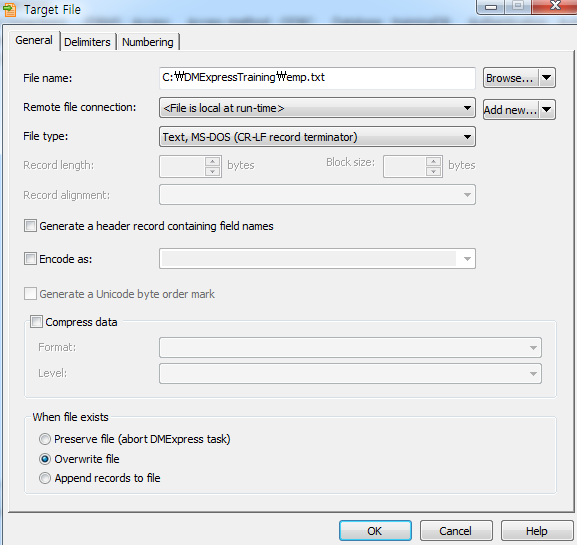 Target File
General Delimiters Numbering
File name: C:₩DMExpressTraining₩emp.txt Browse...
Remote file connection: <File is local at run-time> Add new...
File type: Text, MS-DOS (CR-LF record terminator)
Record length: bytes Block size: bytes
Record alignment:
Generate a header record containing field names
Encode as:
Generate a Unicode byte order mark
Compress data
Format:
Level:
When file exists
Preserve file (abort DMExpress task)
Overwrite file
Append records to file
OK Cancel Help